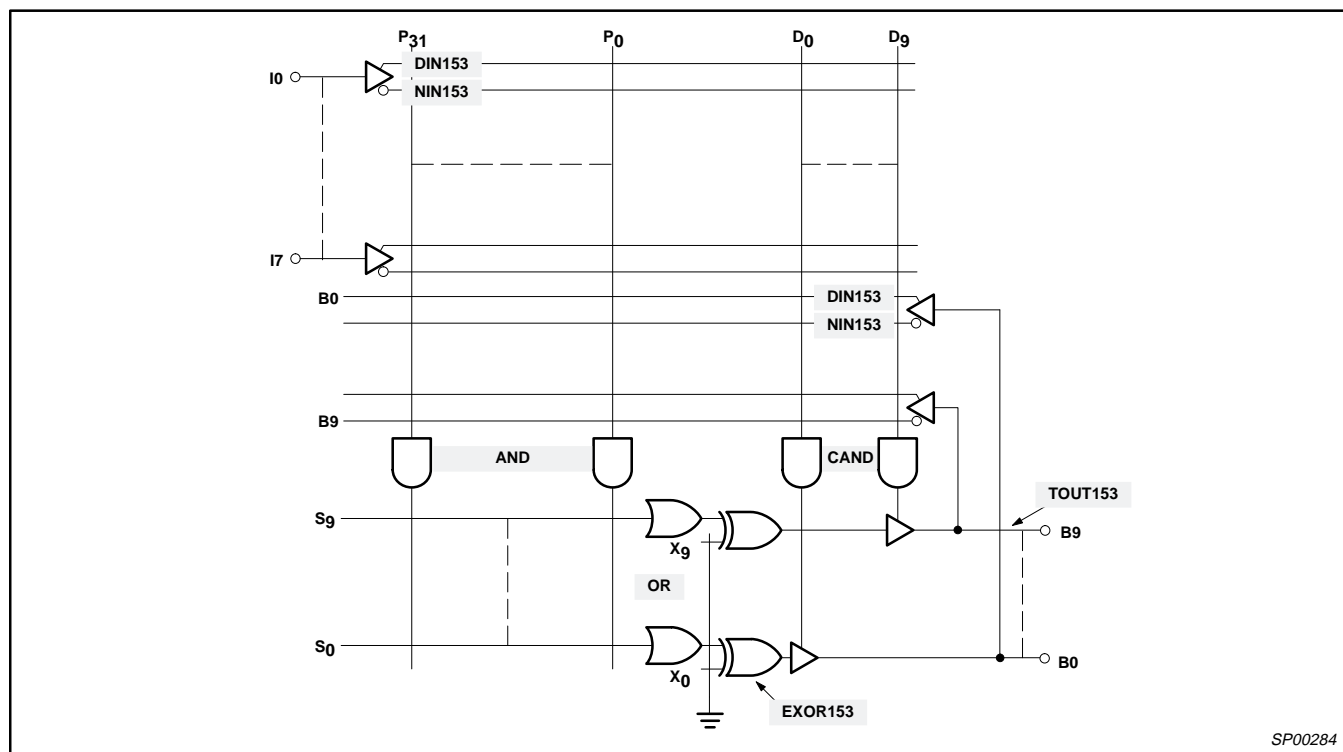 P31 P0 D0 D9
DIN153
I0
NIN153
I7
B0 DIN153
NIN153
B9
AND CAND
TOUT153
S9
B9
X9
OR
S0
B0
X0
EXOR153
SP00284